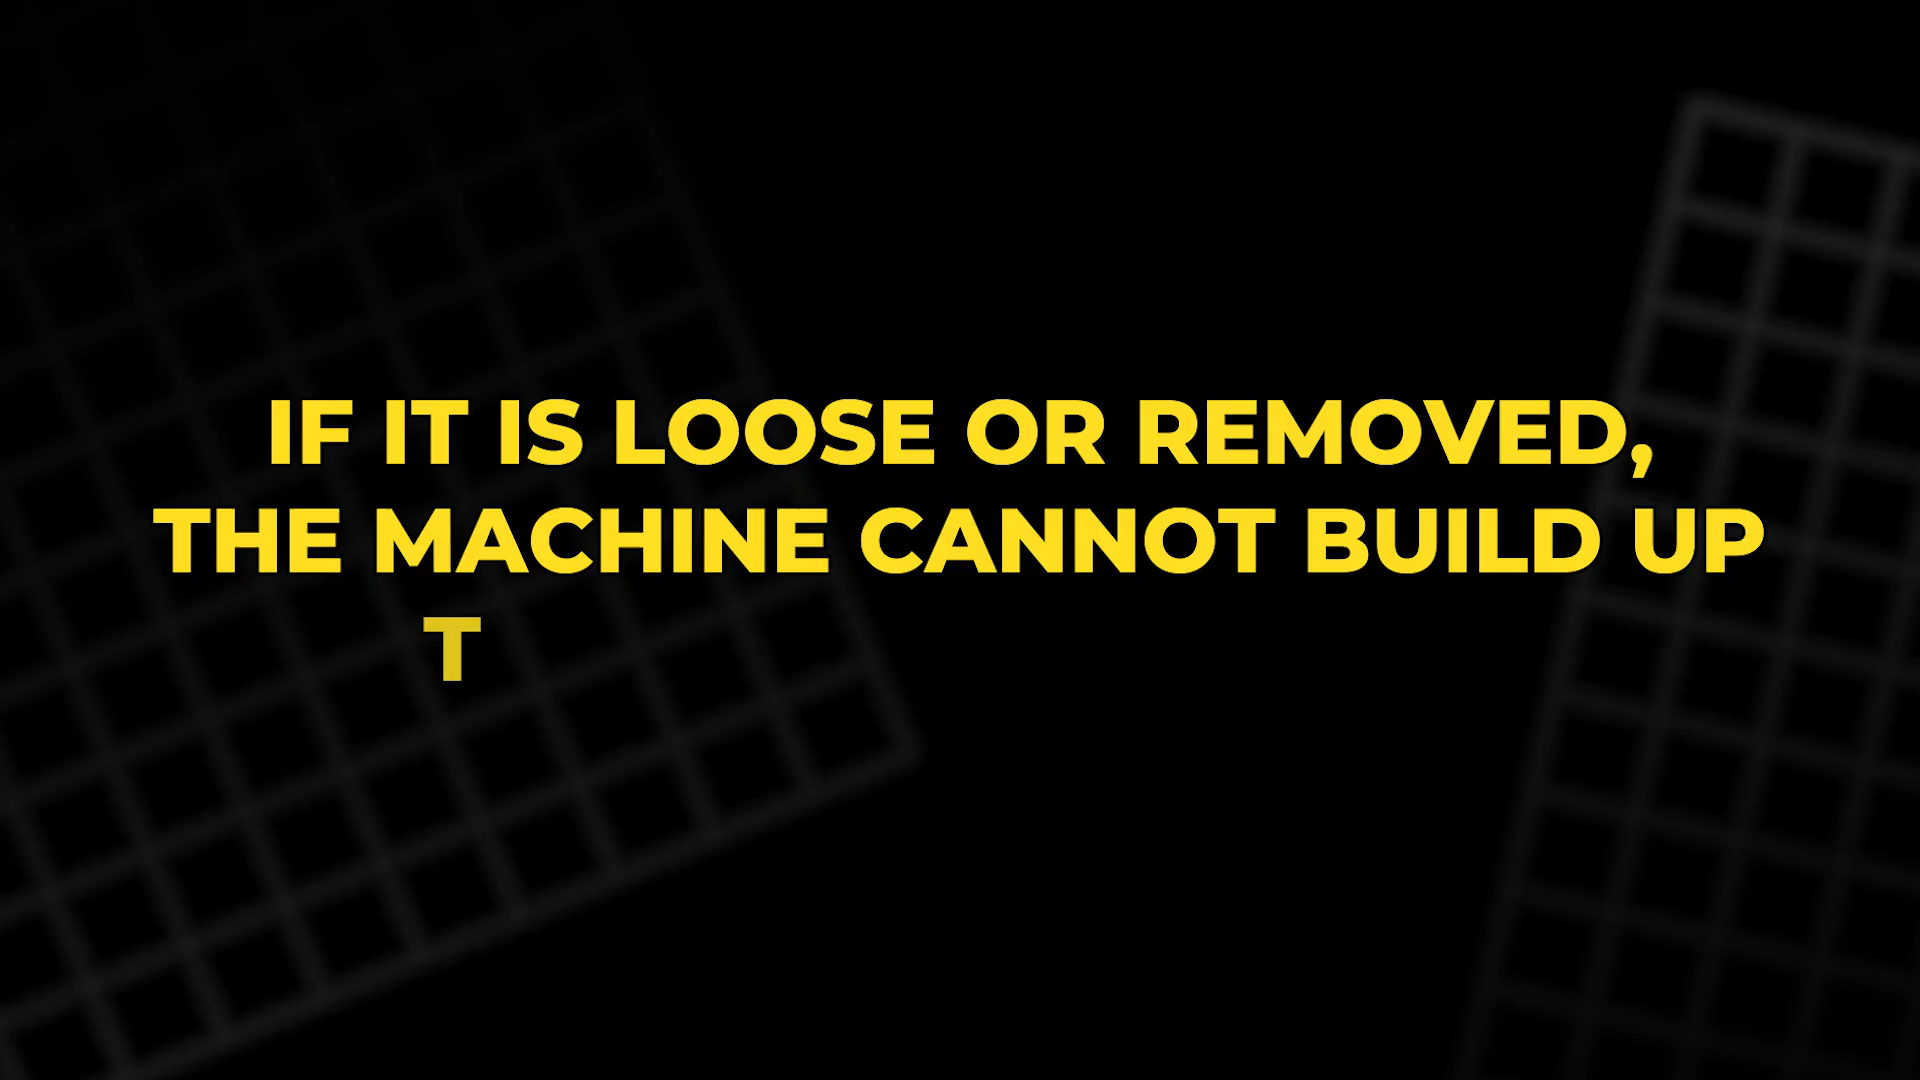 IF IT IS LOOSE OR REMOVED,
THE MACHINE CANNOT BUILD UP
T